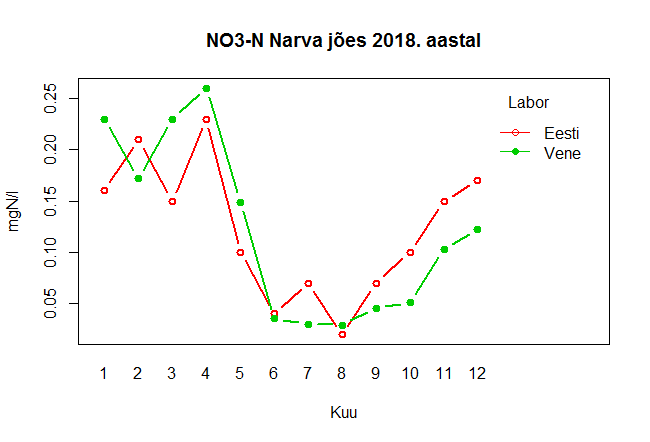 NO3-N Narva jões 2018. aastal
Labor
Eesti
Vene
mgN/l
0.25
0.20
0.15
0.10
0.05
1 2 3 4 5 6 7 8 9 10 11 12
Kuu